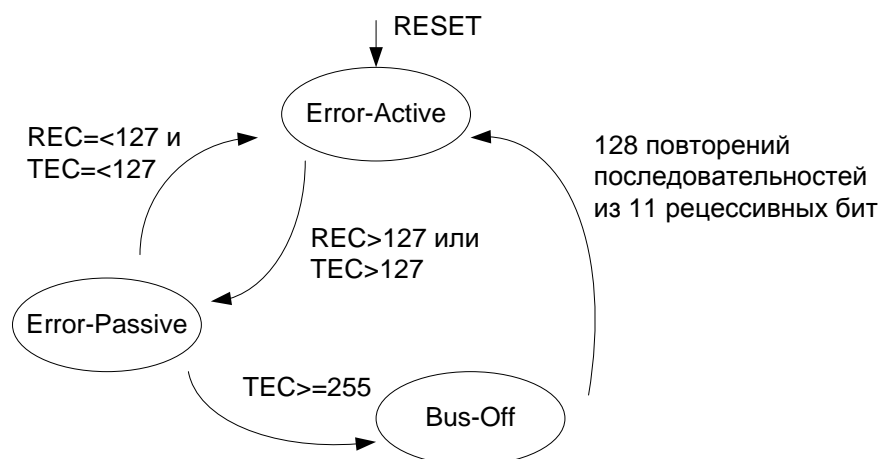 RESET
Error-Active
REC=<127 и
TEC=<127
128 повторений
последовательностей
из 11 рецессивных бит
REC>127 или
TEC>127
Error-Passive
TEC>=255
Bus-Off